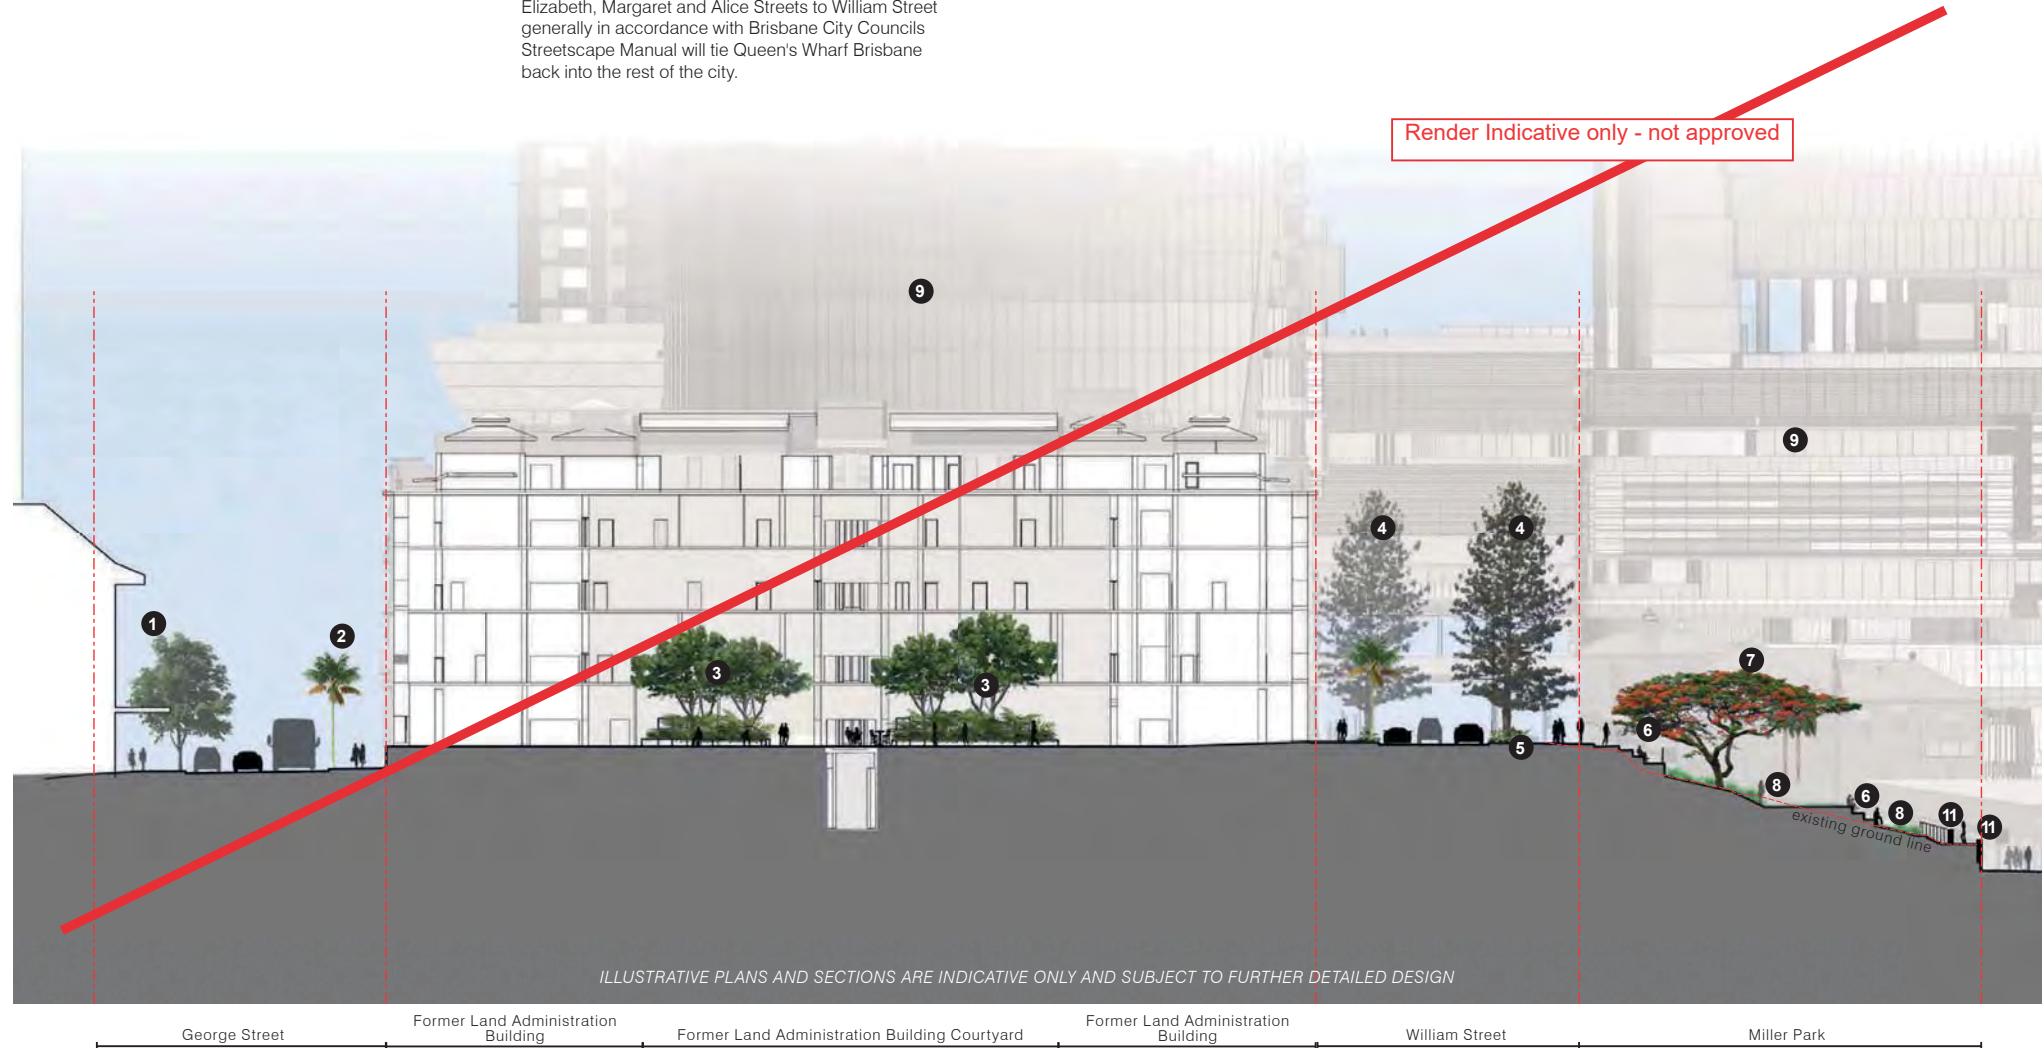 Elizabeth, Margaret and Alice Streets to William Street
generally in accordance with Brisbane City Councils
Streetscape Manual will tie Queen's Wharf Brisbane
back into the rest of the city.
Render Indicative only - not approved
9
9
4
4
1
2
3
3
7
6
5
8
6
8
11
11
existing ground line
ILLUSTRATIVE PLANS AND SECTIONS ARE INDICATIVE ONLY AND SUBJECT TO FURTHER DETAILED DESIGN
George Street
Former Land Administration
Building
Former Land Administration Building Courtyard
Former Land Administration
Building
William Street
Miller Park